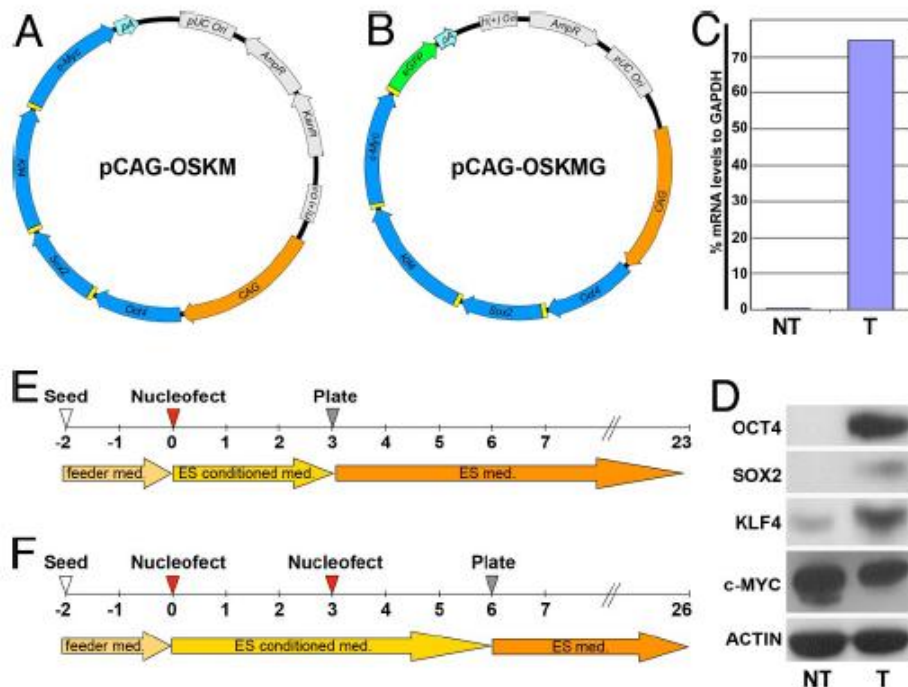 A
pA
pUC Ori
AmpR
KanR
f1(+) Ori
CAG
Oct4
Sox2
Klf4
c-Myc
pCAG-OSKM
B
pA
AmpR
pUC Ori
CAG
Oct4
Sox2
Klf4
c-Myc
eGFP
pCAG-OSKMG
C
% mRNA levels to GAPDH
70
60
50
40
30
20
10
0
NT T
E
Seed Nucleofect Plate
-2 -1 0 1 2 3 4 5 6 7 // 23
feeder med. ES conditioned med. ES med.
F
Seed Nucleofect Nucleofect Plate
-2 -1 0 1 2 3 4 5 6 7 // 26
feeder med. ES conditioned med. ES med.
D
OCT4
SOX2
KLF4
c-MYC
ACTIN
NT T